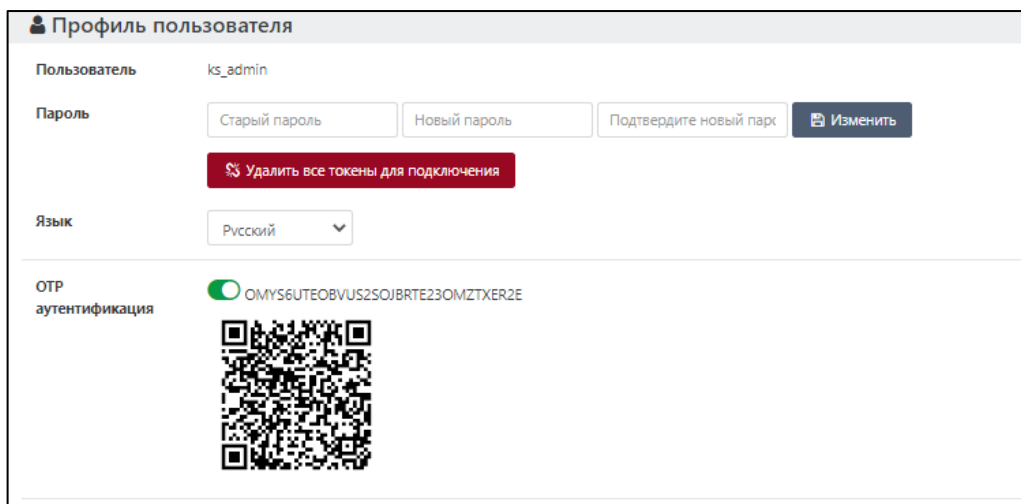 Профиль пользователя
Пользователь ks_admin
Пароль Старый пароль Новый пароль Подтвердите новый паро Изменить
Удалить все токены для подключения
Язык Русский
OTP OMYS6UTEOBVUS2SOJBRTE23OMZTXER2E
аутентификация